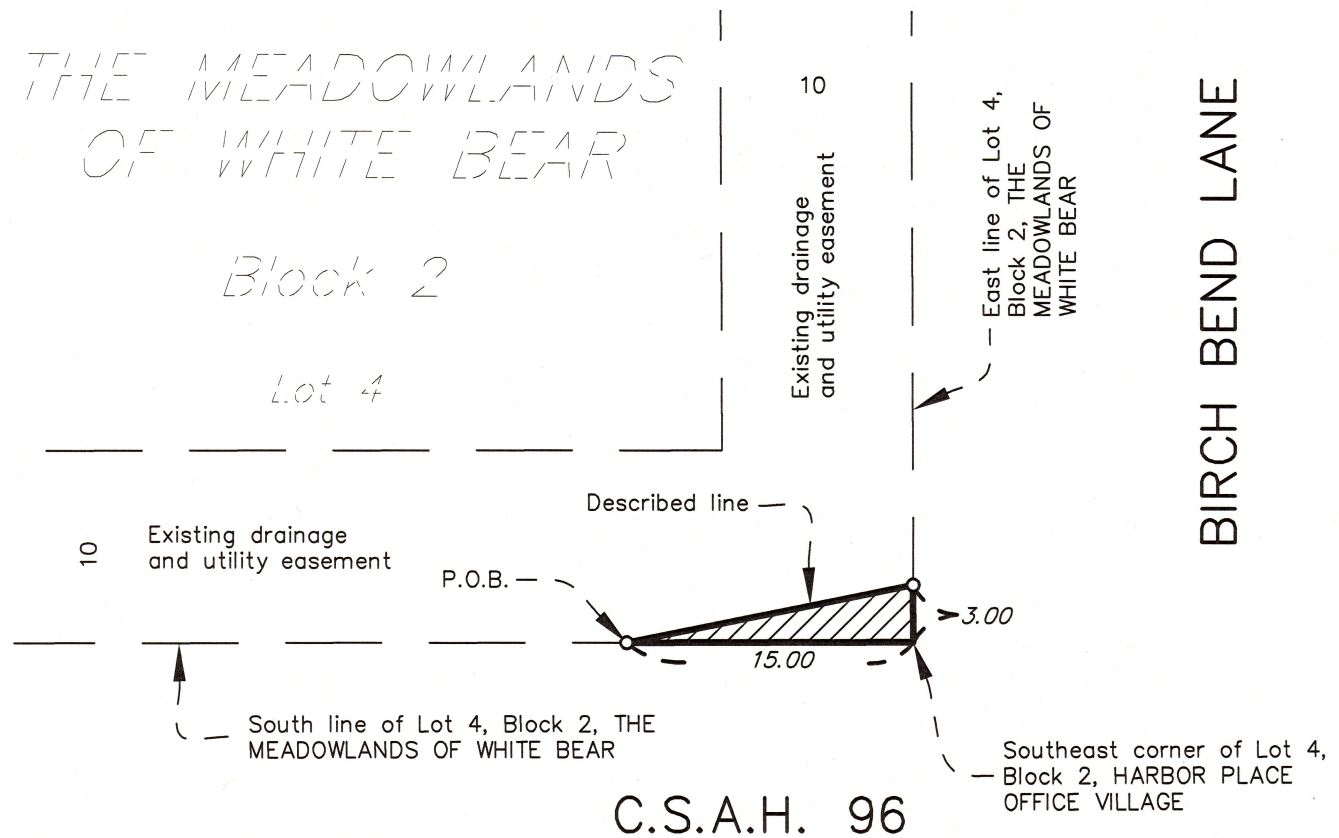 THE MEADOWLANDS
OF WHITE BEAR
Block 2
Lot 4
10
Existing drainage
and utility easement
East line of Lot 4,
Block 2, THE
MEADOWLANDS OF
WHITE BEAR
BIRCH BEND LANE
Described line
10
Existing drainage
and utility easement
P.O.B.
3.00
15.00
South line of Lot 4, Block 2, THE
MEADOWLANDS OF WHITE BEAR
Southeast corner of Lot 4,
Block 2, HARBOR PLACE
OFFICE VILLAGE
C.S.A.H. 96